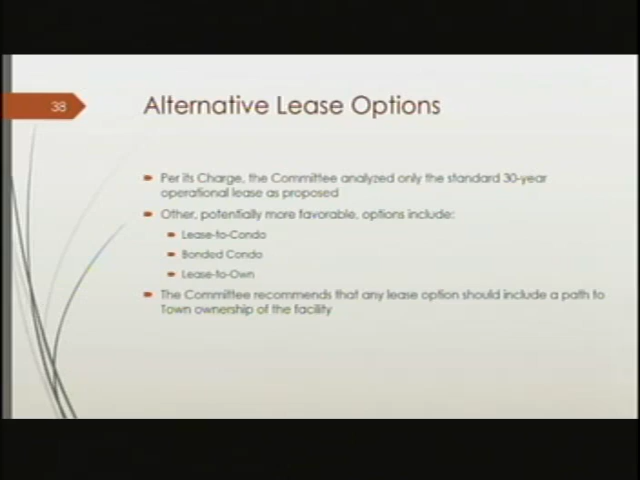 38
Alternative Lease Options
Per its Charge, the Committee analyzed only the standard 30-year
operational lease as proposed
Other, potentially more favorable, options include:
Lease-to-Condo
Bonded Condo
Lease-to-Own
The Committee recommends that any lease option should include a path to
Town ownership of the facility